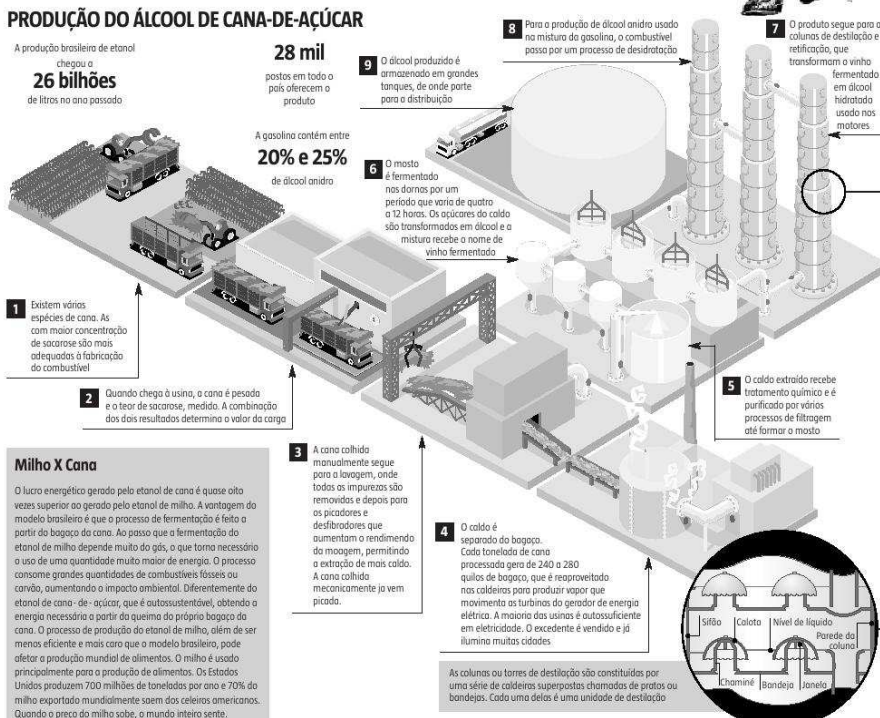 PRODUÇÃO DO ÁLCOOL DE CANA-DE-AÇÚCAR
A produção brasileira de etanol
chegou a
26 bilhões
de litros no ano passado
28 mil
postos em todo o
país oferecem o
produto
A gasolina contém entre
20% e 25%
de álcool anidro
1
Existem várias
espécies de cana. As
com maior concentração
de sacarose são mais
adequadas à fabricação
do combustível
2
Quando chega à usina, a cana é pesada
e o teor de sacarose, medido. A combinação
dos dois resultados determina o valor da carga
3
A cana colhida
manualmente segue
para a lavagem, onde
todas as impurezas são
removidas e depois para
os picadores e
desfibradores que
aumentam o rendimento
da moagem, permitindo
a extração de mais caldo.
A cana colhida
mecanicamente ja vem
picada.
4
O caldo é
separado do bagaço.
Cada tonelada de cana
processada gera de 240 a 280
quilos de bagaço, que é reaproveitado
nas caldeiras para produzir vapor que
movimenta as turbinas do gerador de energia
elétrica. A maioria das usinas é autossuficiente
em eletricidade. O excedente é vendido e já
ilumina muitas cidades
5
O caldo extraído recebe
tratamento químico e é
purificado por vários
processos de filtragem
até formar o mosto
6
O mosto
é fermentado
nas dornas por um
período que varia de quatro
a 12 horas. Os açúcares do caldo
são transformados em álcool e a
mistura recebe o nome de
vinho fermentado
7
O produto segue para a
colunas de destilação e
retificação, que
transformam o vinho
fermentado
em álcool
hidratado
usado nos
motores
8
Para a produção de álcool anidro usado
na mistura da gasolina, o combustível
passa por um processo de desidratação
9
O álcool produzido é
armazenado em grandes
tanques, de onde parte
para a distribuição
Milho X Cana
O lucro energético gerado pelo etanol de cana é quase oito
vezes superior ao gerado pelo etanol de milho. A vantagem do
modelo brasileiro é que o processo de fermentação é feito a
partir do bagaço da cana. Ao passo que a fermentação do
etanol de milho depende muito do gás, o que torna necessário
o uso de uma quantidade muito maior de energia. O processo
consome grandes quantidades de combustíveis fósseis ou
carvão, aumentando o impacto ambiental. Diferentemente do
etanol de cana- de- açúcar, que é autossustentável, obtendo a
energia necessária a partir da queima do próprio bagaço da
cana. O processo de produção do etanol de milho, além de ser
menos eficiente e mais caro que o modelo brasileiro, pode
afetar a produção mundial de alimentos. O milho é usado
principalmente para a produção de alimentos. Os Estados
Unidos produzem 700 milhões de toneladas por ano e 70% do
milho exportado mundialmente saem dos celeiros americanos.
Quando o preço do milho sobe, o mundo inteiro sente.
As colunas ou torres de destilação são constituídas por
uma série de caldeiras superpostas chamadas de pratos ou
bandejas. Cada uma delas é uma unidade de destilação
Sifão
Calota
Nível de líquido
Parede da
coluna
Chaminé
Bandeja
Janela